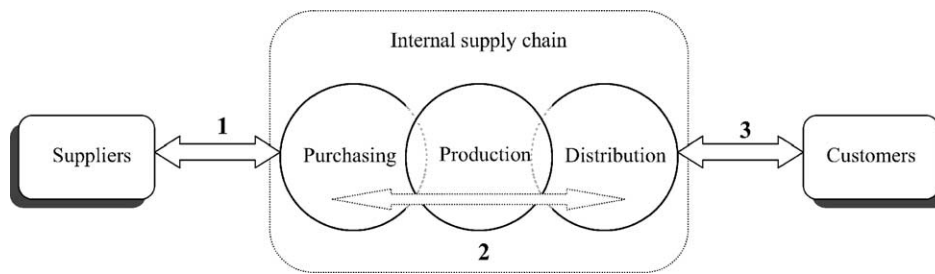 Internal supply chain
1
3
Suppliers
Purchasing
Production
Distribution
Customers
2